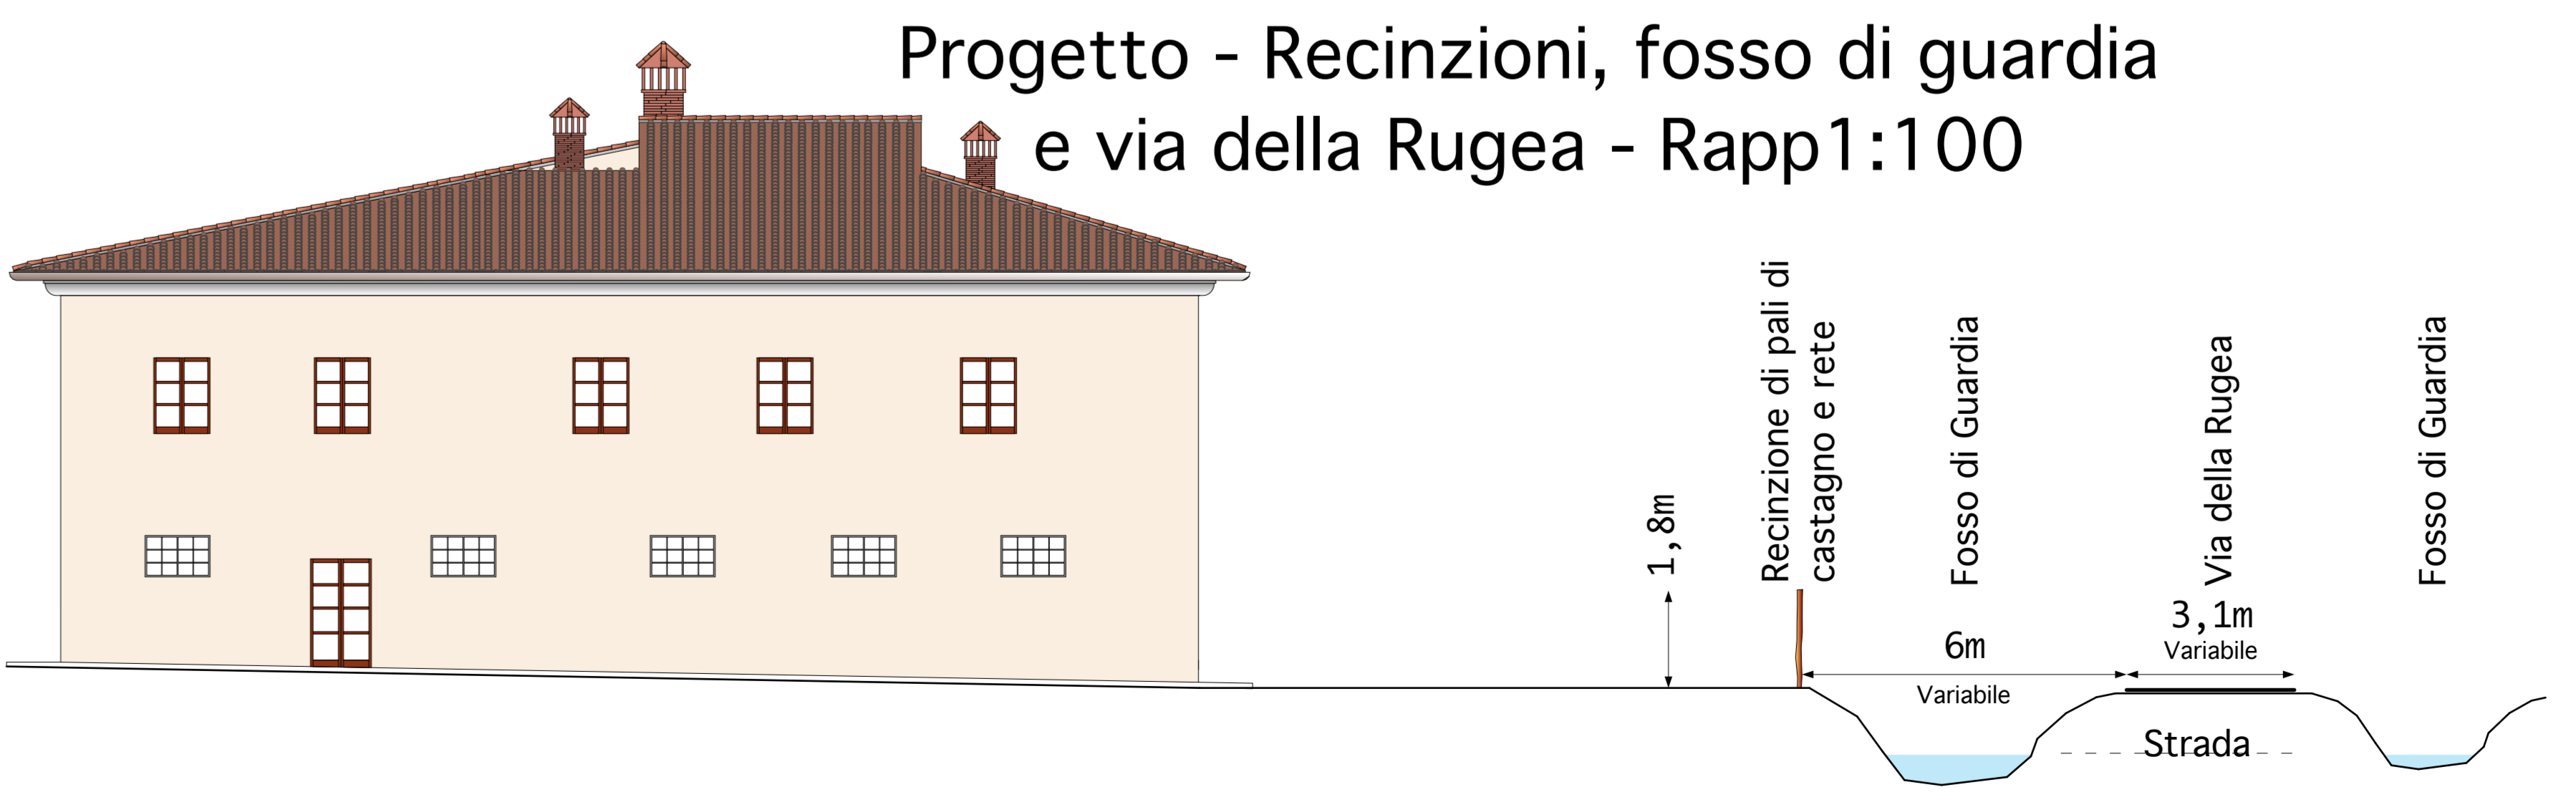 Progetto - Recinzioni, fosso di guardia
e via della Rugea - Rapp1:100
1,8m
Recinzione di pali di
castagno e rete
Fosso di Guardia
6m
Variabile
Via della Rugea
3,1m
Variabile
Strada
Fosso di Guardia